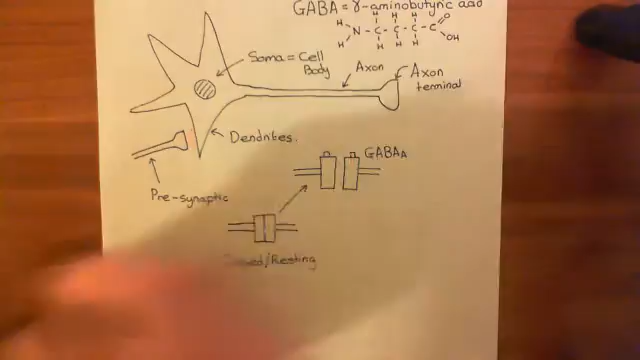 GABA = γ-aminobutyric acid
H H H O
H
N - C - C - C - C
H H H H OH
Soma = Cell
Body
Axon
Axon
terminal
Dendrites.
GABAA
Pre-synaptic
/Resting